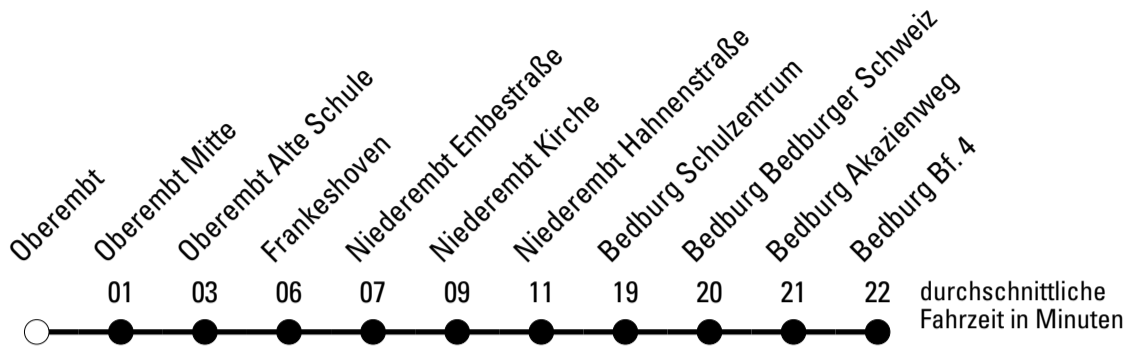 Oberembt
Oberembt Mitte
Oberembt Alte Schule
Frankeshoven
Niederembt Embestraße
Niederembt Kirche
Niederembt Hahnenstraße
Bedburg Schulzentrum
Bedburg Bedburger Schweiz
Bedburg Akazienweg
Bedburg Bf. 4
01 03 06 07 09 11 19 20 21 22
durchschnittliche
Fahrzeit in Minuten